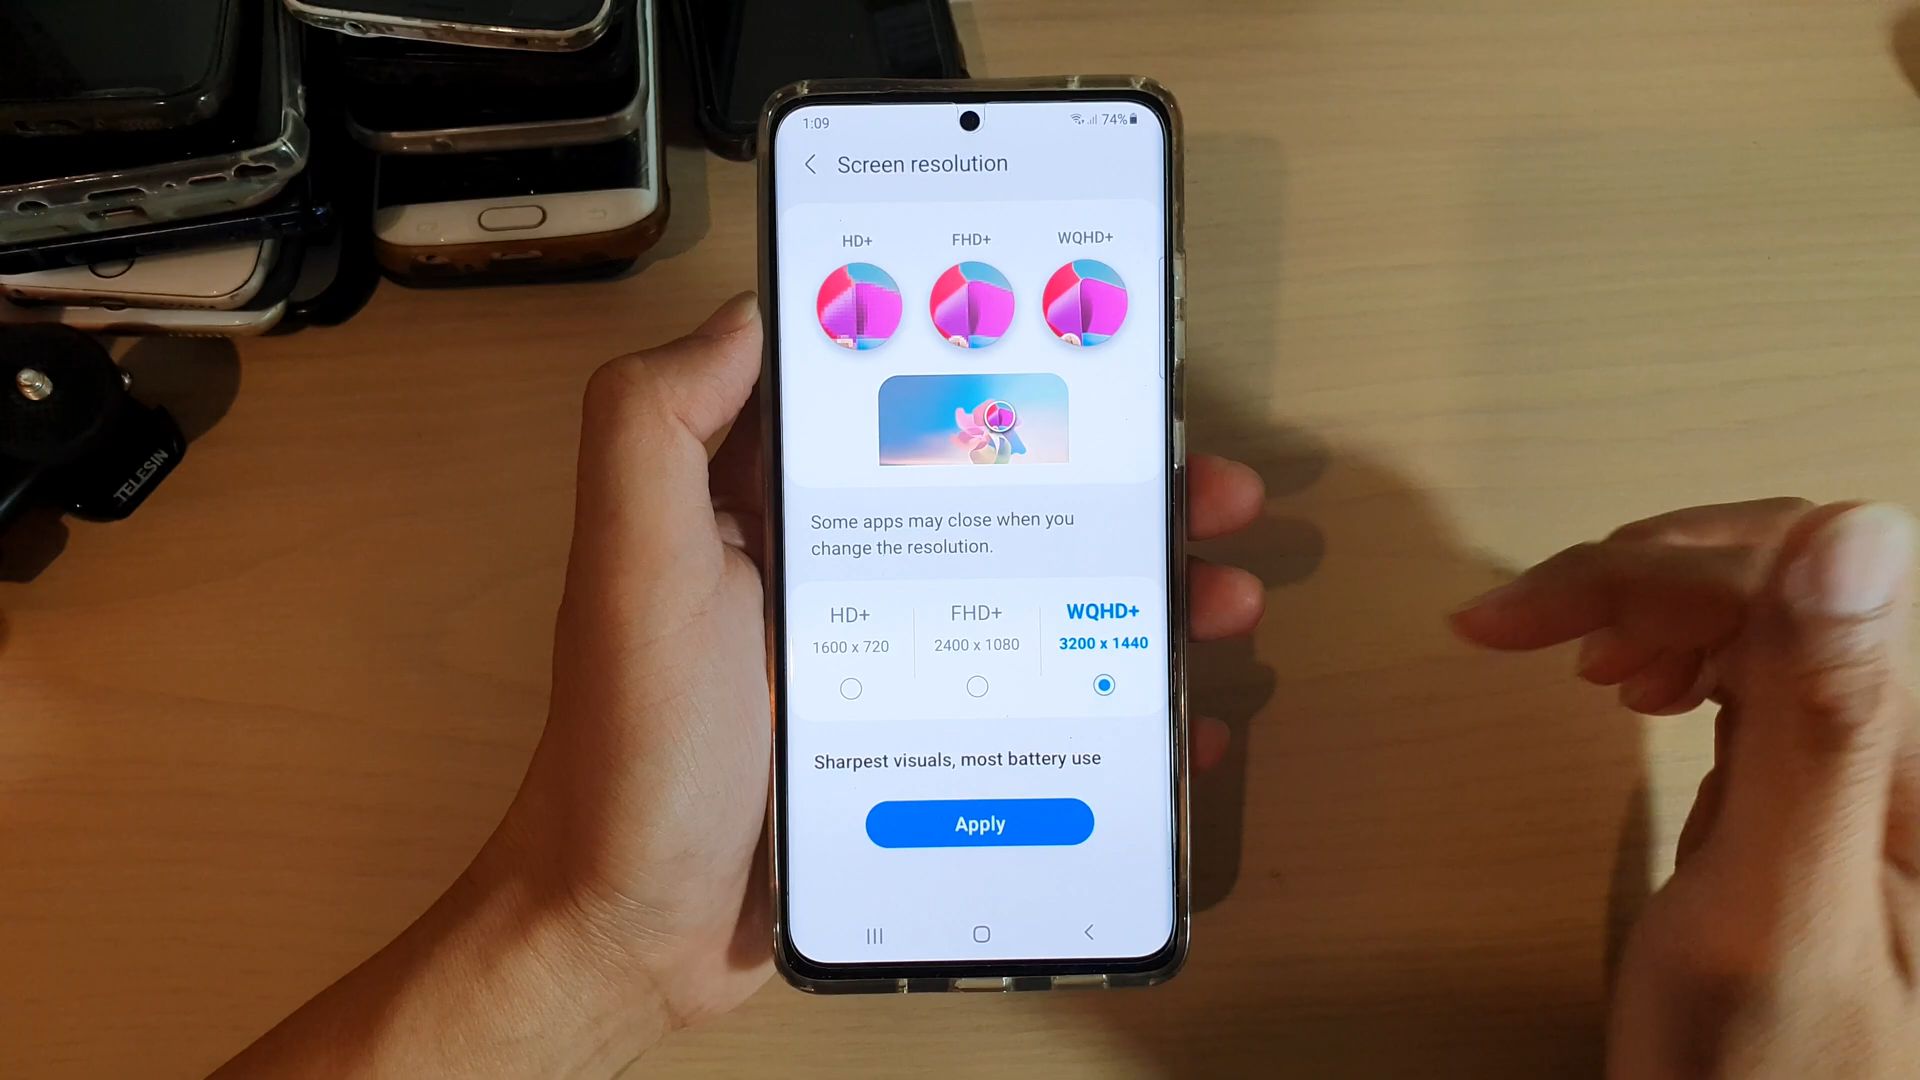 1:09
74%
Screen resolution
HD+
FHD+
WQHD+
Some apps may close when you
change the resolution.
HD+
FHD+
WQHD+
1600 x 720
2400 x 1080
3200 x 1440
Sharpest visuals, most battery use
Apply
TELESIN